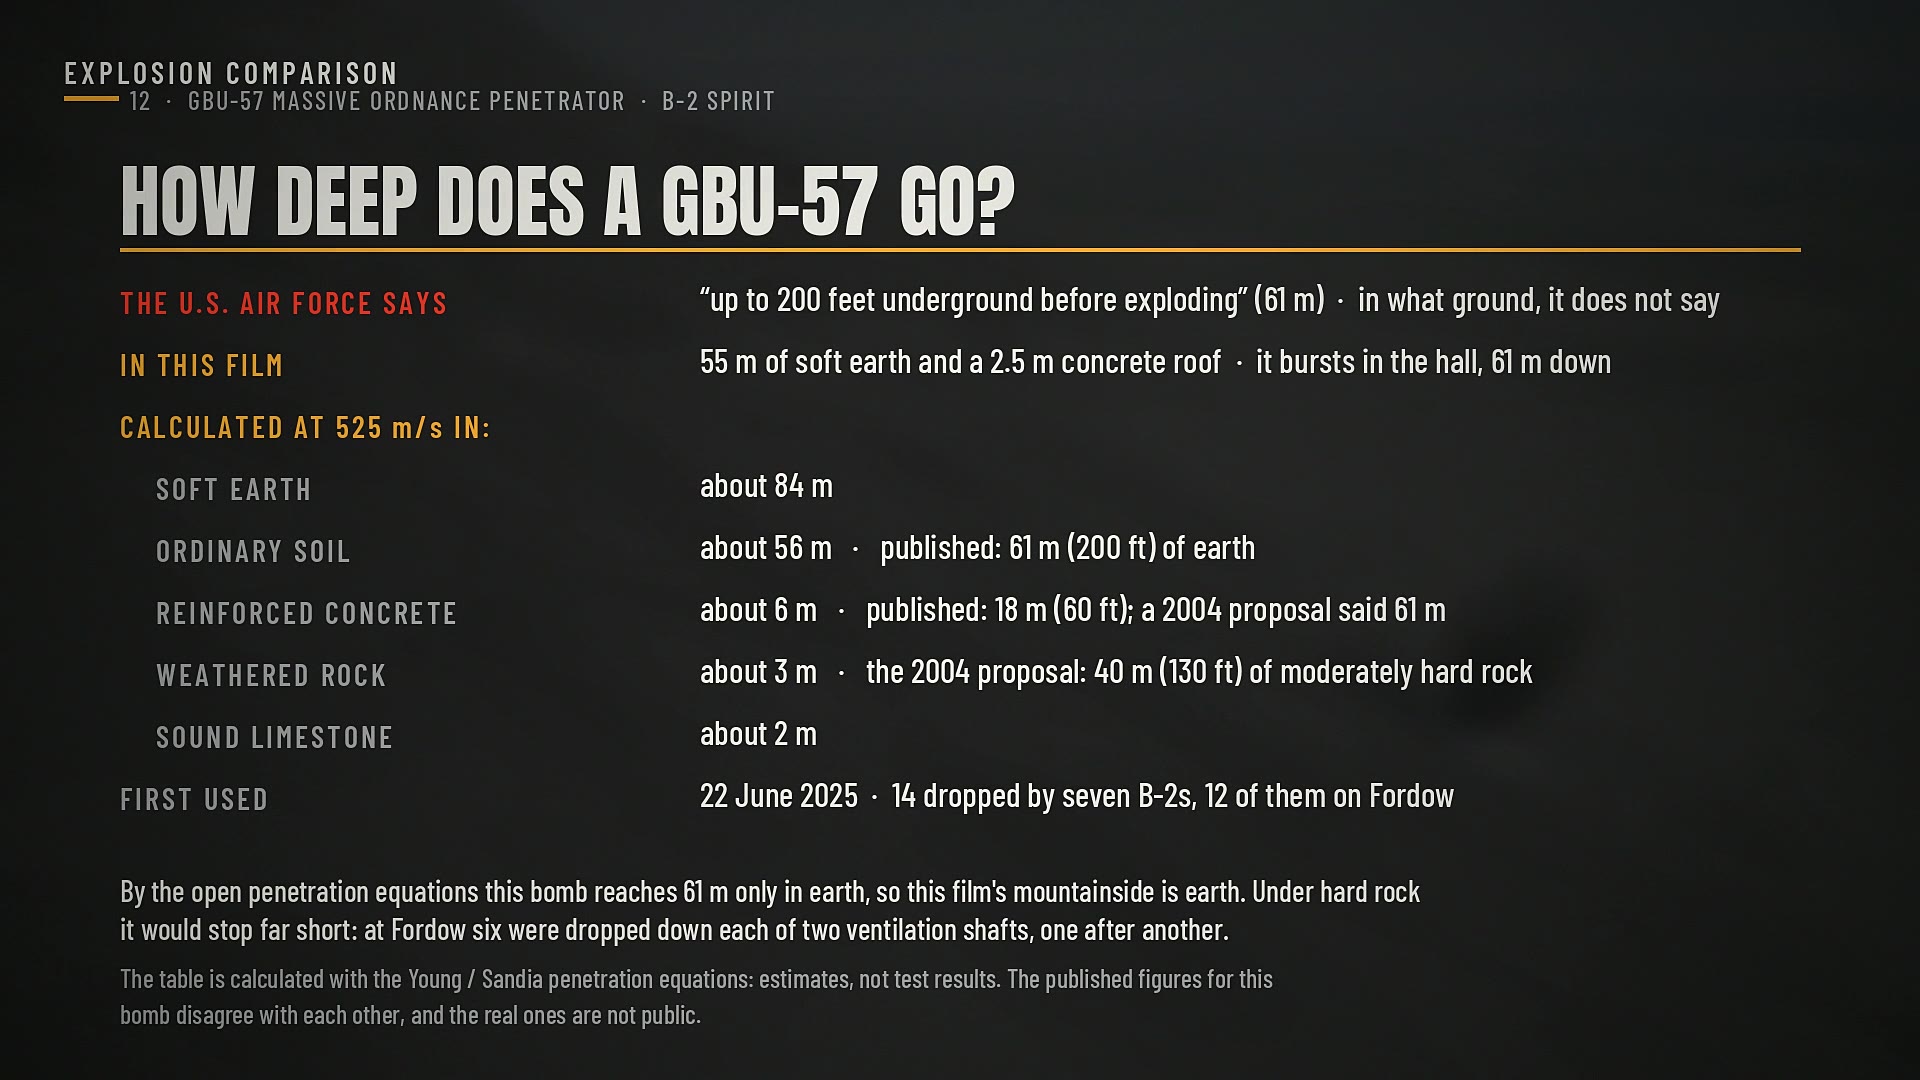 EXPLOSION COMPARISON
12 · GBU-57 MASSIVE ORDNANCE PENETRATOR · B-2 SPIRIT
HOW DEEP DOES A GBU-57 GO?
THE U.S. AIR FORCE SAYS “up to 200 feet underground before exploding” (61 m) · in what ground, it does not say
IN THIS FILM 55 m of soft earth and a 2.5 m concrete roof · it bursts in the hall, 61 m down
CALCULATED AT 525 m/s IN:
SOFT EARTH about 84 m
ORDINARY SOIL about 56 m · published: 61 m (200 ft) of earth
REINFORCED CONCRETE about 6 m · published: 18 m (60 ft); a 2004 proposal said 61 m
WEATHERED ROCK about 3 m · the 2004 proposal: 40 m (130 ft) of moderately hard rock
SOUND LIMESTONE about 2 m
FIRST USED 22 June 2025 · 14 dropped by seven B-2s, 12 of them on Fordow
By the open penetration equations this bomb reaches 61 m only in earth, so this film's mountainside is earth. Under hard rock
it would stop far short: at Fordow six were dropped down each of two ventilation shafts, one after another.
The table is calculated with the Young / Sandia penetration equations: estimates, not test results. The published figures for this
bomb disagree with each other, and the real ones are not public.